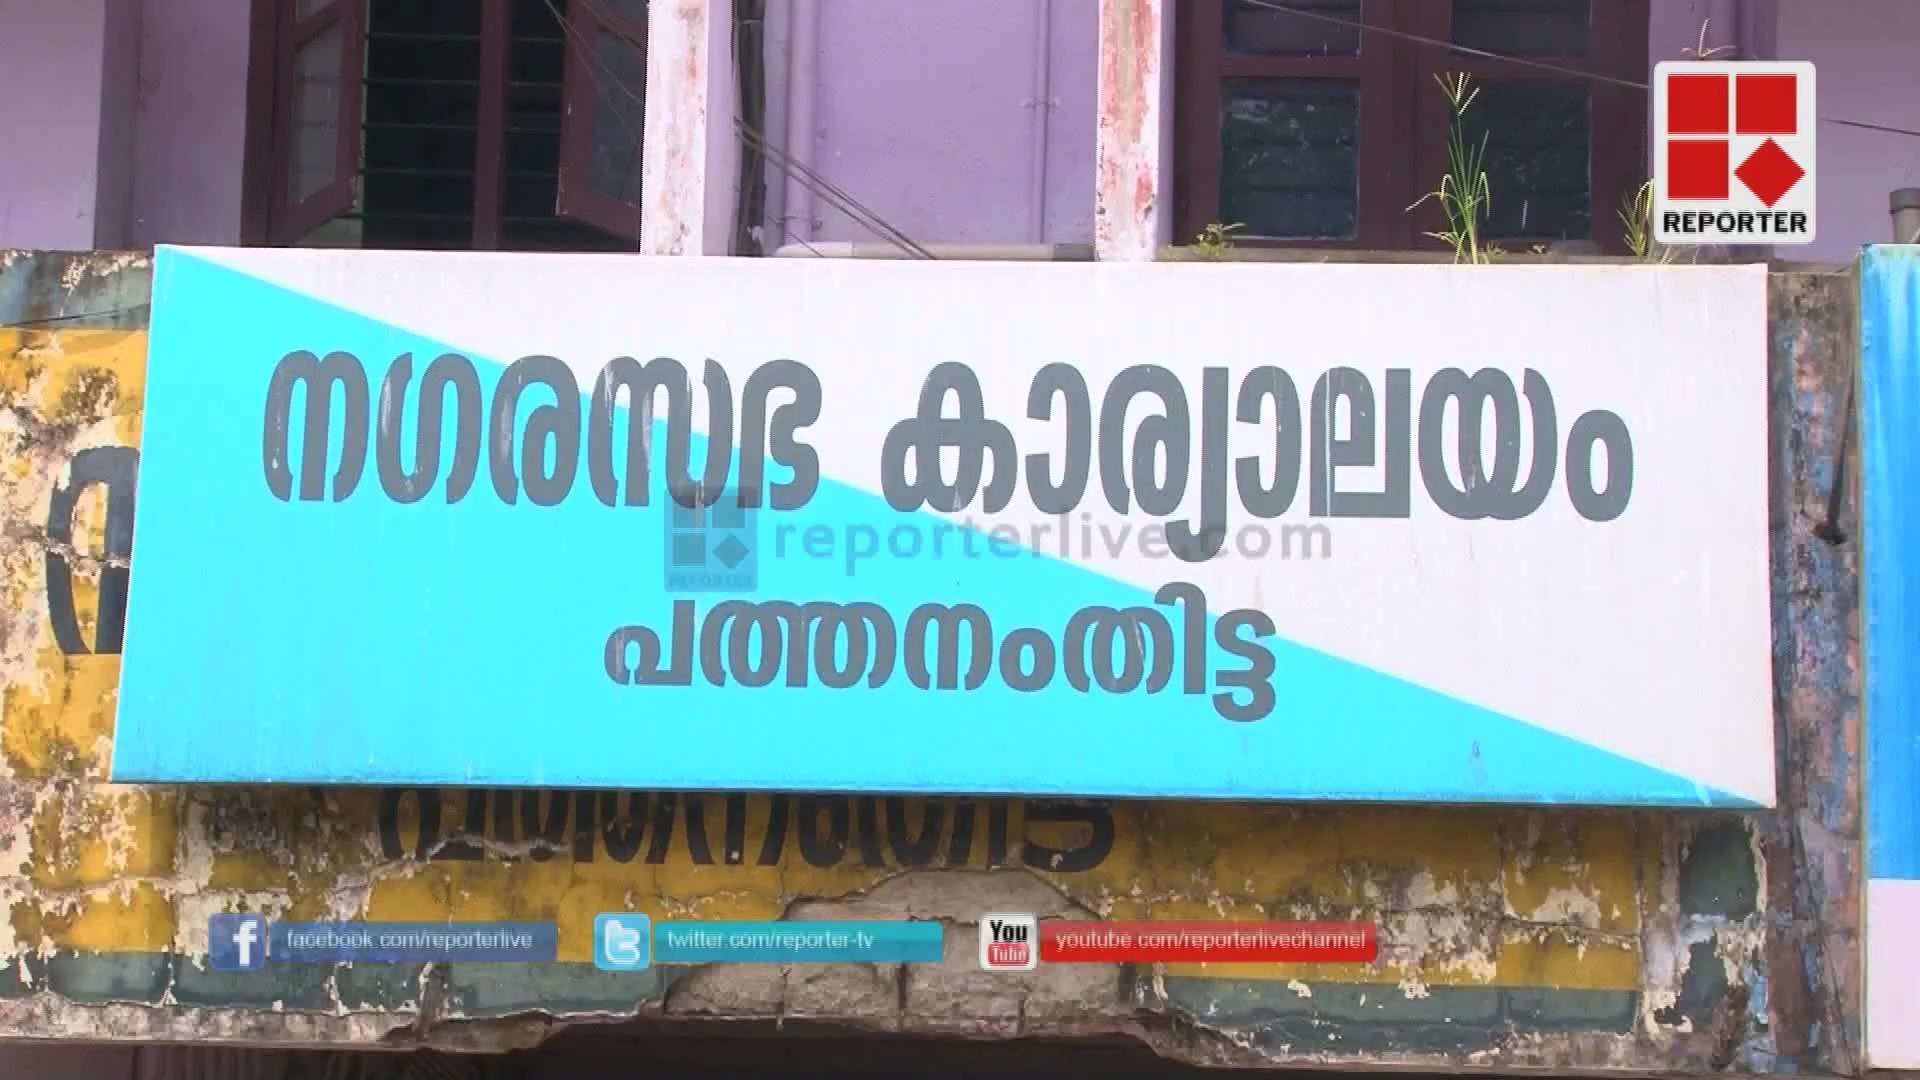 REPORTER
നഗരസഭ കാര്യാലയം
reporterlive.com
REPORTER
പത്തനംതിട്ട
facebook.com/reporterlive
twitter.com/reporter-tv
You Tube
youtube.com/reporterlivechannel